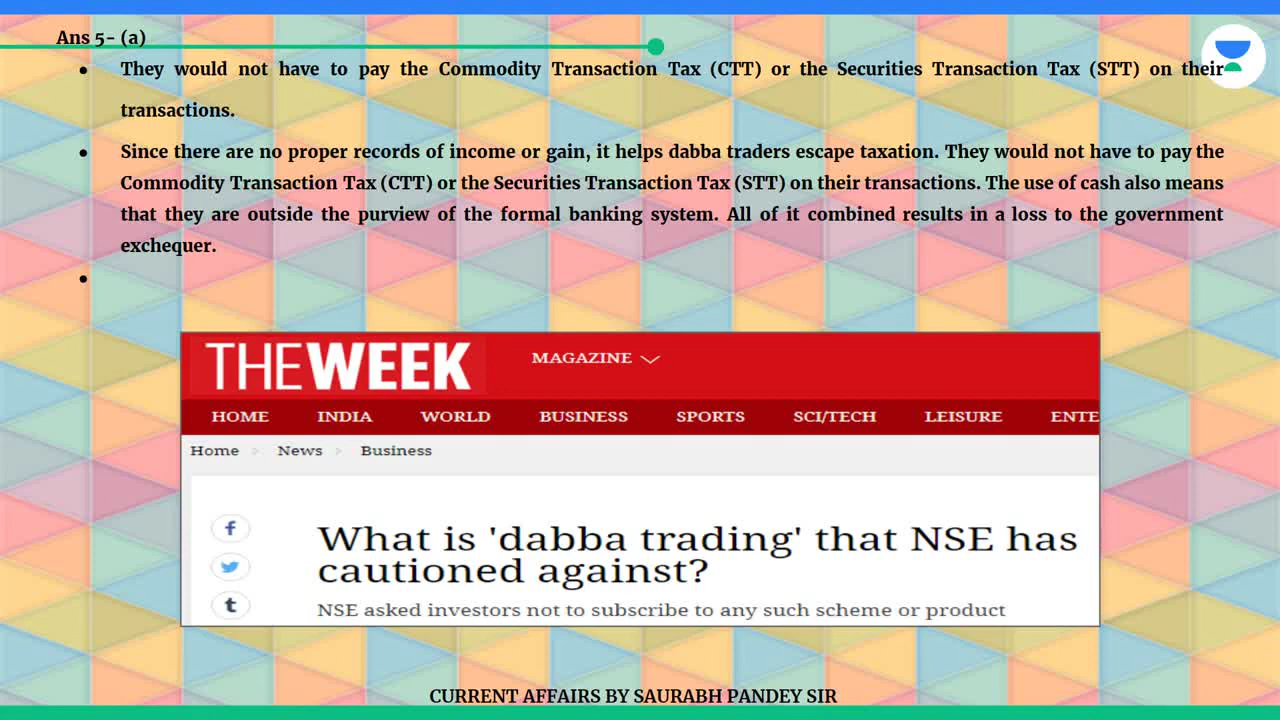 Ans 5- (a)
● They would not have to pay the Commodity Transaction Tax (CTT) or the Securities Transaction Tax (STT) on their
transactions.
● Since there are no proper records of income or gain, it helps dabba traders escape taxation. They would not have to pay the
Commodity Transaction Tax (CTT) or the Securities Transaction Tax (STT) on their transactions. The use of cash also means
that they are outside the purview of the formal banking system. All of it combined results in a loss to the government
exchequer.
●
THE WEEK
MAGAZINE
HOME INDIA WORLD BUSINESS SPORTS SCI/TECH LEISURE ENTE
Home > News > Business
What is 'dabba trading' that NSE has
cautioned against?
NSE asked investors not to subscribe to any such scheme or product
CURRENT AFFAIRS BY SAURABH PANDEY SIR